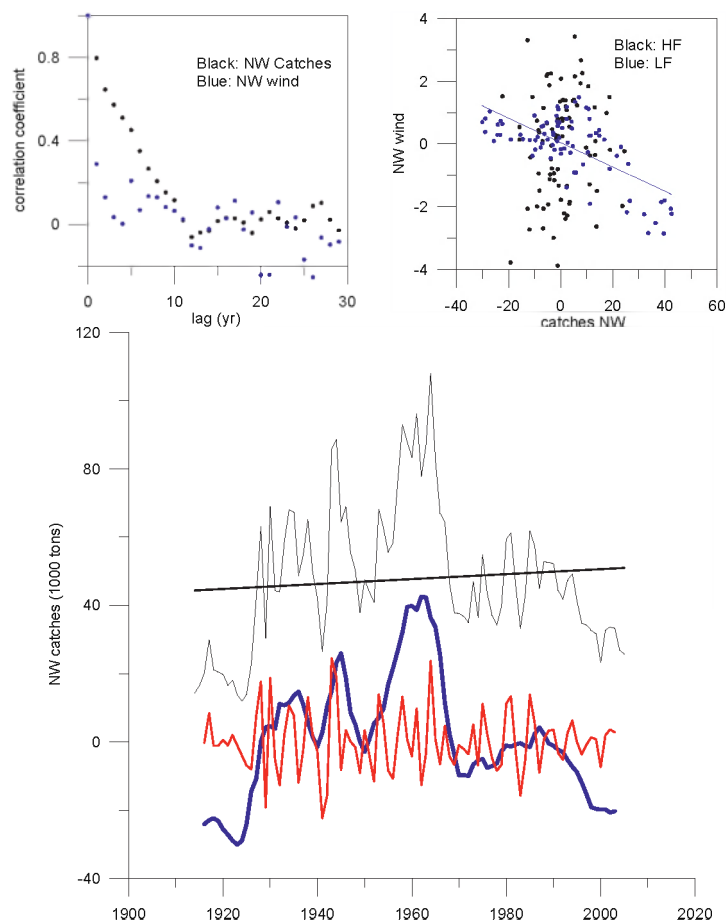 0.8
0.4
0
correlation coefficient
Black: NW Catches
Blue: NW wind
0 10 20 30
lag (yr)
4
2
0
-2
-4
NW wind
Black: HF
Blue: LF
-40 -20 0 20 40 60
catches NW
120
80
40
0
-40
NW catches (1000 tons)
1900 1920 1940 1960 1980 2000 2020